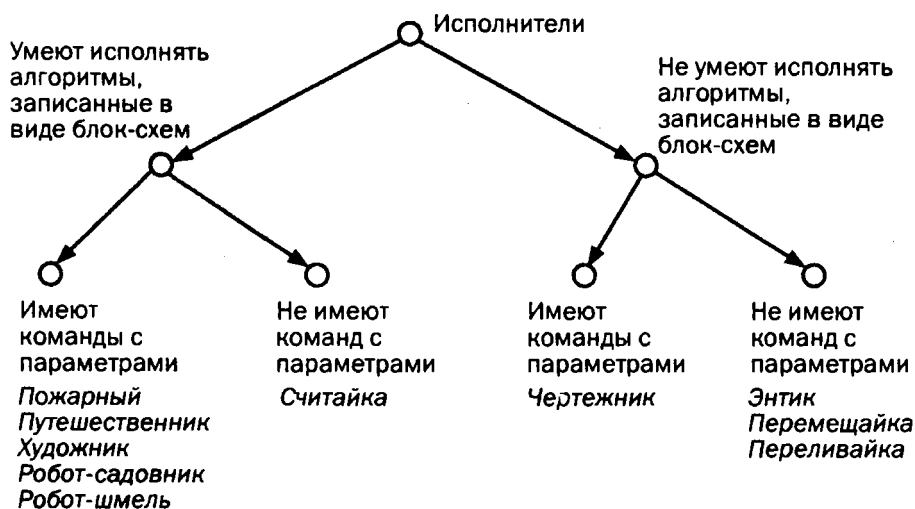 Исполнители
Умеют исполнять
алгоритмы,
записанные в
виде блок-схем
Не умеют исполнять
алгоритмы,
записанные в виде
блок-схем
Имеют
команды с
параметрами
Пожарный
Путешественник
Художник
Робот-садовник
Робот-шмель
Не имеют
команд с
параметрами
Считайка
Имеют
команды с
параметрами
Чертежник
Не имеют
команд с
параметрами
Энтик
Перемещайка
Переливайка